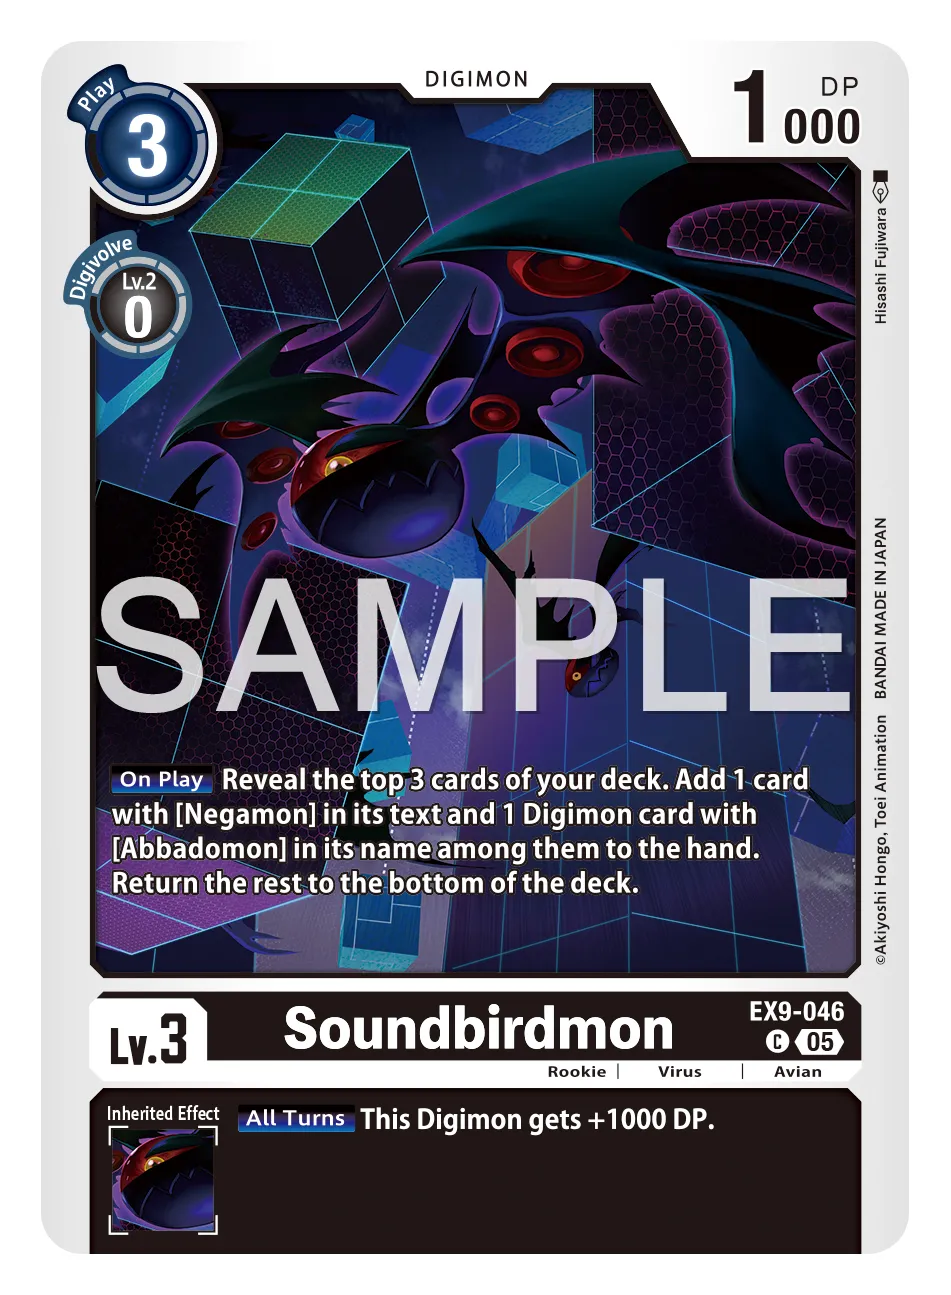 DIGIMON
Play
3
1000
DP
Digivolve
Lv.2
0
Hisashi Fujiwara
SAMPLE
On Play Reveal the top 3 cards of your deck. Add 1 card
with [Negamon] in its text and 1 Digimon card with
[Abbadomon] in its name among them to the hand.
Return the rest to the bottom of the deck.
©Akiyoshi Hongo, Toei Animation BANDAI MADE IN JAPAN
Lv.3
Soundbirdmon
EX9-046
C 05
Rookie | Virus | Avian
Inherited Effect
All Turns This Digimon gets +1000 DP.